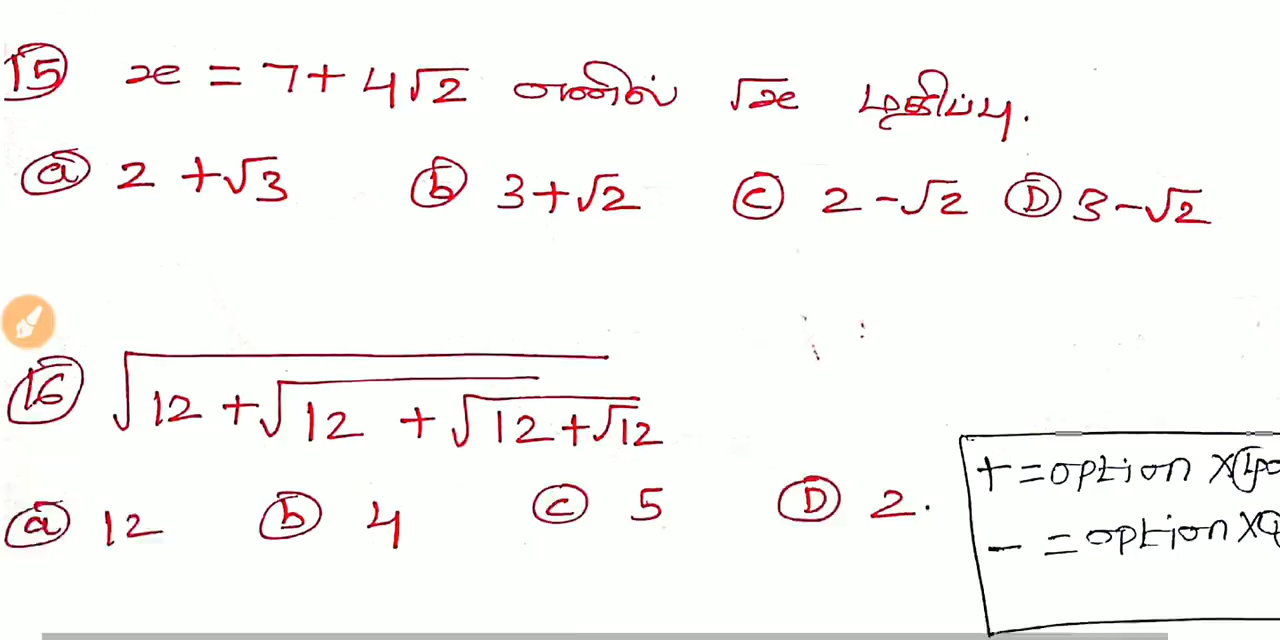 15 x = 7 + 4√2 எனில் √x மதிப்பு.
a 2 + √3 b 3 + √2 c 2 - √2 D 3 - √2
16 √12 + √12 + √12 + √12
a 12 b 4 c 5 D 2.
+ = option
- = option